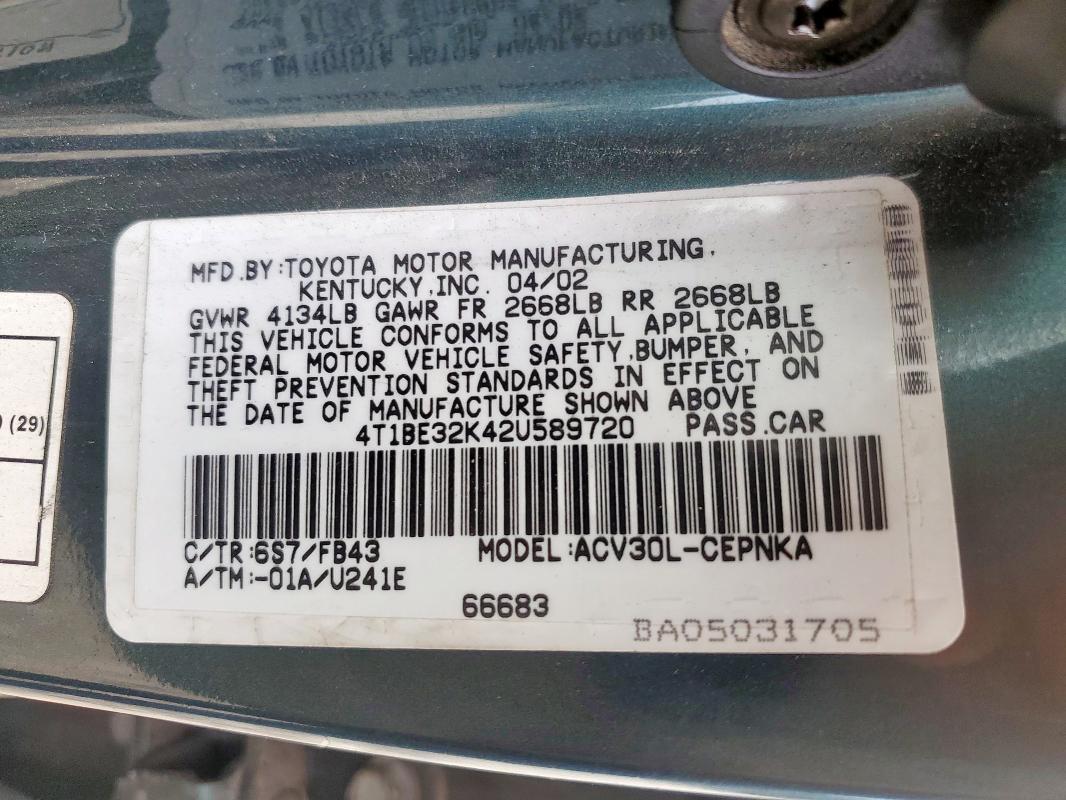 MFD.BY:TOYOTA MOTOR MANUFACTURING,
KENTUCKY,INC. 04/02
GVWR 4134LB GAWR FR 2668LB RR 2668LB
THIS VEHICLE CONFORMS TO ALL APPLICABLE
FEDERAL MOTOR VEHICLE SAFETY,BUMPER, AND
THEFT PREVENTION STANDARDS IN EFFECT ON
THE DATE OF MANUFACTURE SHOWN ABOVE
4T1BE32K42U589720 PASS.CAR
C/TR:6S7/FB43 MODEL:ACV30L-CEPNKA
A/TM:-01A/U241E
66683
BA05031705
(29)